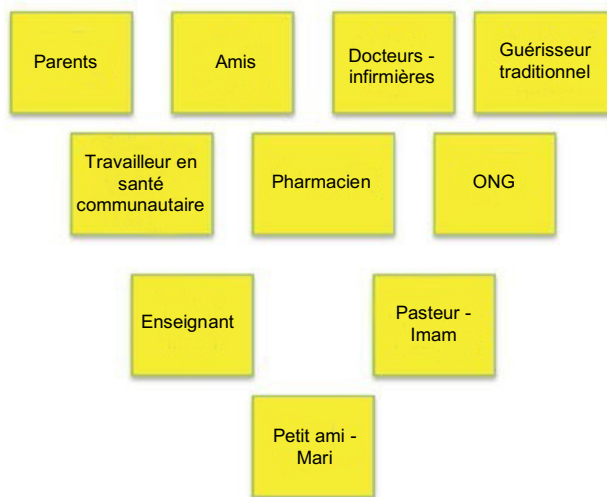 Parents
Amis
Docteurs -
infirmières
Guérisseur
traditionnel
Travailleur en
santé
communautaire
Pharmacien
ONG
Enseignant
Pasteur -
Imam
Petit ami -
Mari